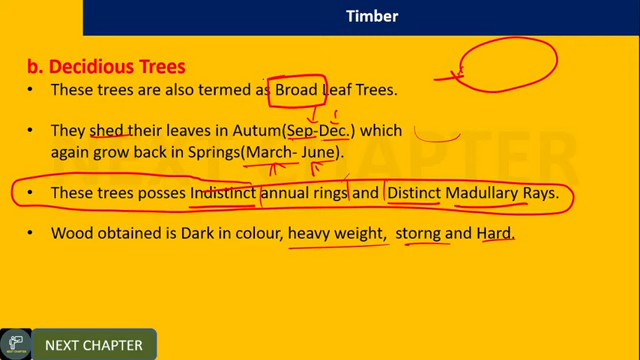 Timber
b. Decidious Trees
• These trees are also termed as Broad Leaf Trees.
• They shed their leaves in Autum(Sep-Dec.) which
again grow back in Springs(March- June).
• These trees posses Indistinct annual rings and Distinct Madullary Rays.
• Wood obtained is Dark in colour, heavy weight, storng and Hard.
NEXT CHAPTER
NEXT CHAPTER